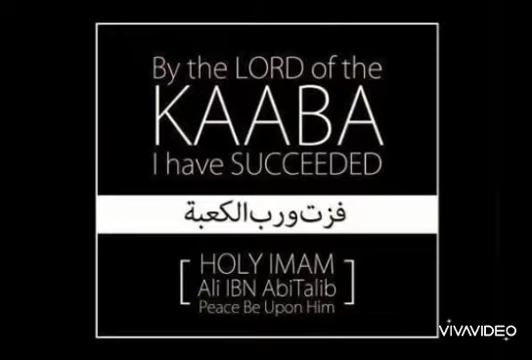 By the LORD of the
KAABA
I have SUCCEEDED
فزت ورب الكعبة
HOLY IMAM
Ali IBN AbiTalib
Peace Be Upon Him
VIVAVIDEO